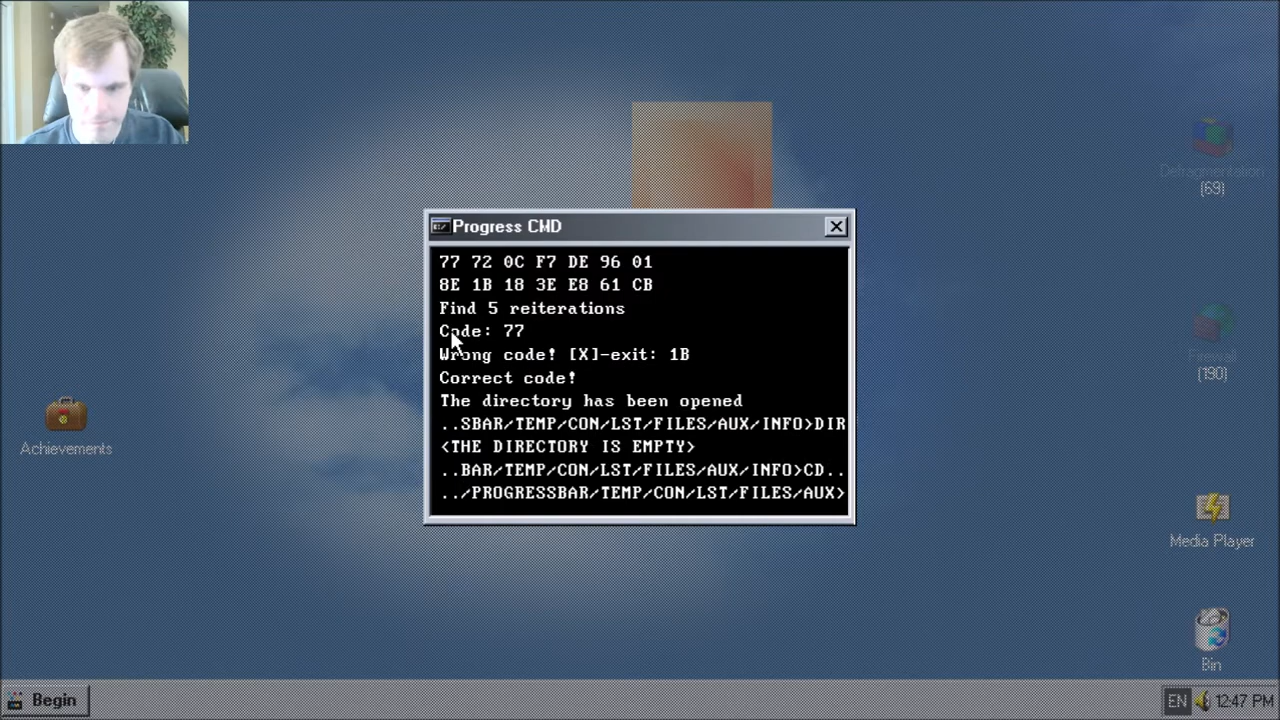 Progress CMD
77 72 0C F7 DE 96 01
8E 1B 18 3E E8 61 CB
Find 5 reiterations
Code: 77
Wrong code! [X]-exit: 1B
Correct code!
The directory has been opened
..SBAR/TEMP/CON/LST/FILES/AUX/INFO>DIR
<THE DIRECTORY IS EMPTY>
..BAR/TEMP/CON/LST/FILES/AUX/INFO>CD..
../PROGRESSBAR/TEMP/CON/LST/FILES/AUX>
Defragmentation
(69)
Firewall
(190)
Achievements
Media Player
Bin
Begin
EN
12:47 PM